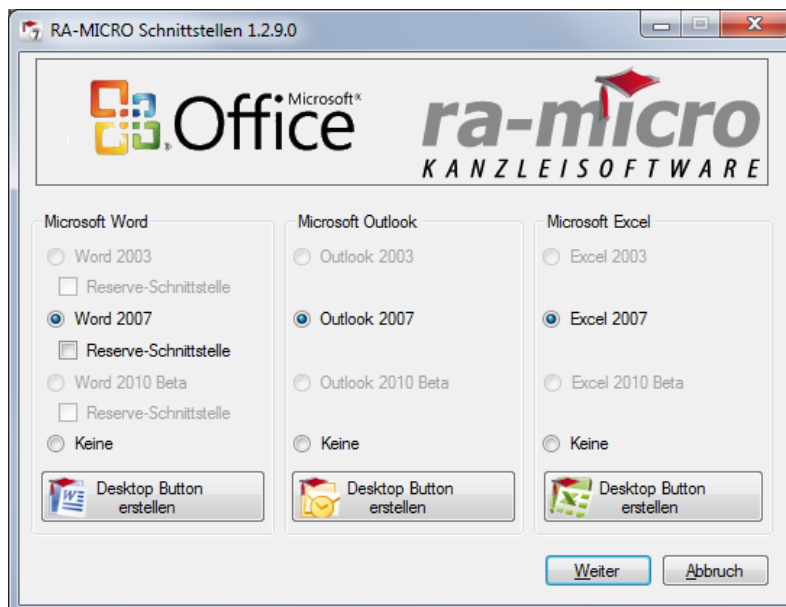 RA-MICRO Schnittstellen 1.2.9.0
Microsoft®
Office
ra-micro
KANZLEISOFTWARE
Microsoft Word
Word 2003
Reserve-Schnittstelle
Word 2007
Reserve-Schnittstelle
Word 2010 Beta
Reserve-Schnittstelle
Keine
Desktop Button
erstellen
Microsoft Outlook
Outlook 2003
Outlook 2007
Outlook 2010 Beta
Keine
Desktop Button
erstellen
Microsoft Excel
Excel 2003
Excel 2007
Excel 2010 Beta
Keine
Desktop Button
erstellen
Weiter
Abbruch